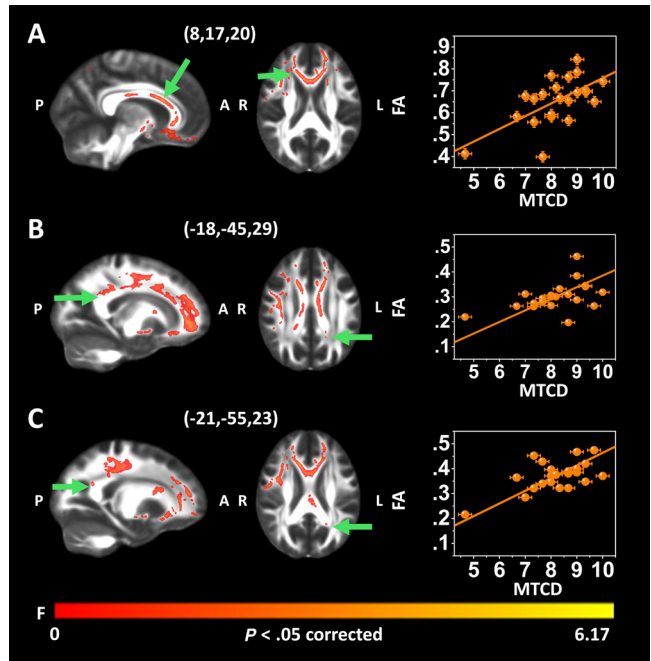 A
(8,17,20)
P
A R
L
FA
.9
.8
.7
.6
.5
.4
5 6 7 8 9 10
MTCD
B
(-18,-45,29)
P
A R
L
FA
.5
.4
.3
.2
.1
5 6 7 8 9 10
MTCD
C
(-21,-55,23)
P
A R
L
FA
.5
.4
.3
.2
.1
5 6 7 8 9 10
MTCD
F
0 P < .05 corrected 6.17